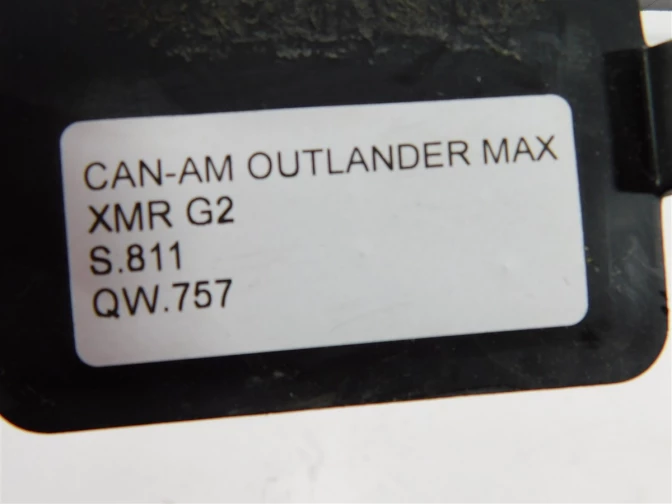 CAN-AM OUTLANDER MAX
XMR G2
S.811
QW.757